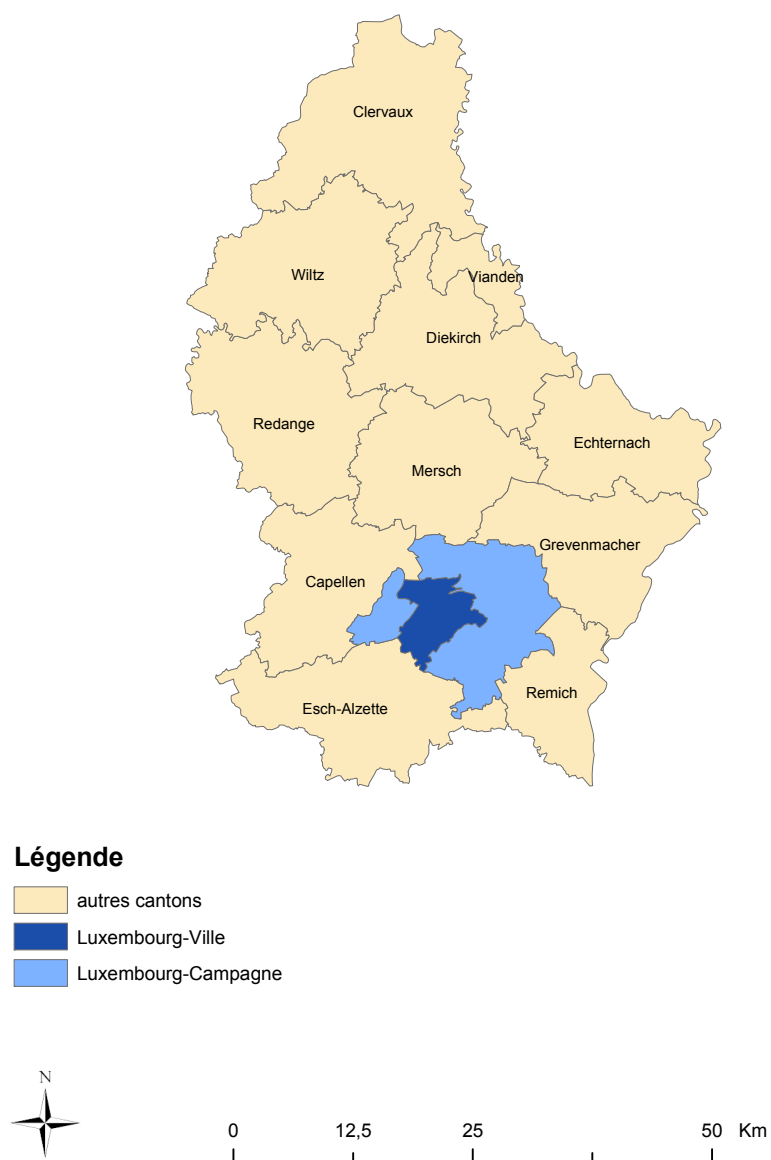 Clervaux
Wiltz
Vianden
Diekirch
Redange
Echternach
Mersch
Grevenmacher
Capellen
Remich
Esch-Alzette
Légende
autres cantons
Luxembourg-Ville
Luxembourg-Campagne
N
0 12,5 25 50 Km